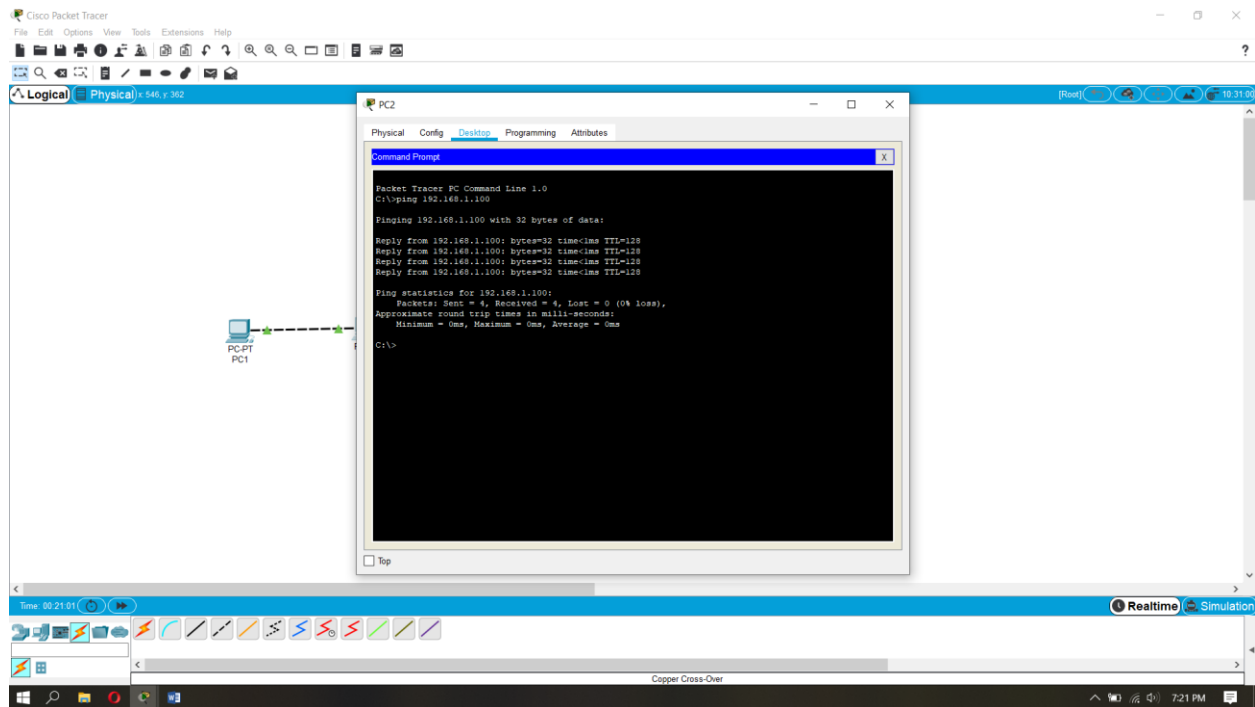 Cisco Packet Tracer
File Edit Options View Tools Extensions Help
?
Logical Physical x: 546, y: 362
[Root] 10:31:00
PC2
Physical Config Desktop Programming Attributes
Command Prompt
X
Packet Tracer PC Command Line 1.0
C:\>ping 192.168.1.100
Pinging 192.168.1.100 with 32 bytes of data:
Reply from 192.168.1.100: bytes=32 time<1ms TTL=128
Reply from 192.168.1.100: bytes=32 time<1ms TTL=128
Reply from 192.168.1.100: bytes=32 time<1ms TTL=128
Reply from 192.168.1.100: bytes=32 time<1ms TTL=128
Ping statistics for 192.168.1.100:
Packets: Sent = 4, Received = 4, Lost = 0 (0% loss),
Approximate round trip times in milli-seconds:
Minimum = 0ms, Maximum = 0ms, Average = 0ms
C:\>
PC-PT
PC1
Top
Time: 00:21:01
Realtime Simulation
Copper Cross-Over
7:21 PM